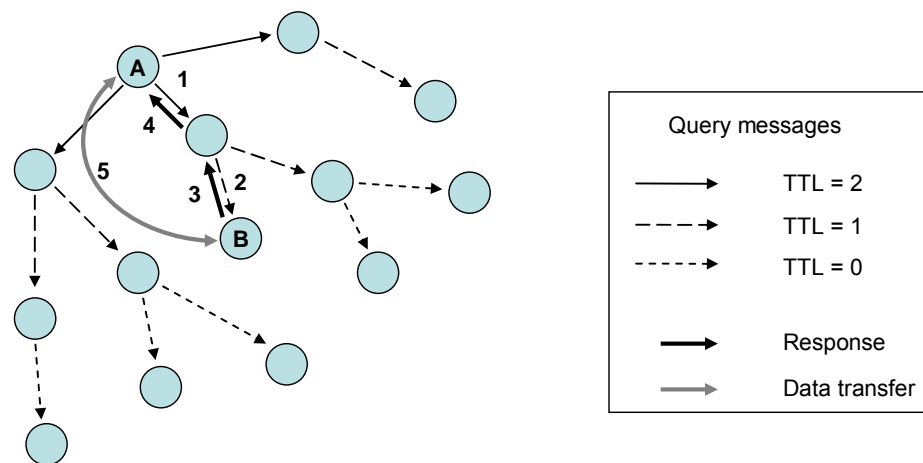 A
1
4
5
2
3
B
Query messages
TTL = 2
TTL = 1
TTL = 0
Response
Data transfer